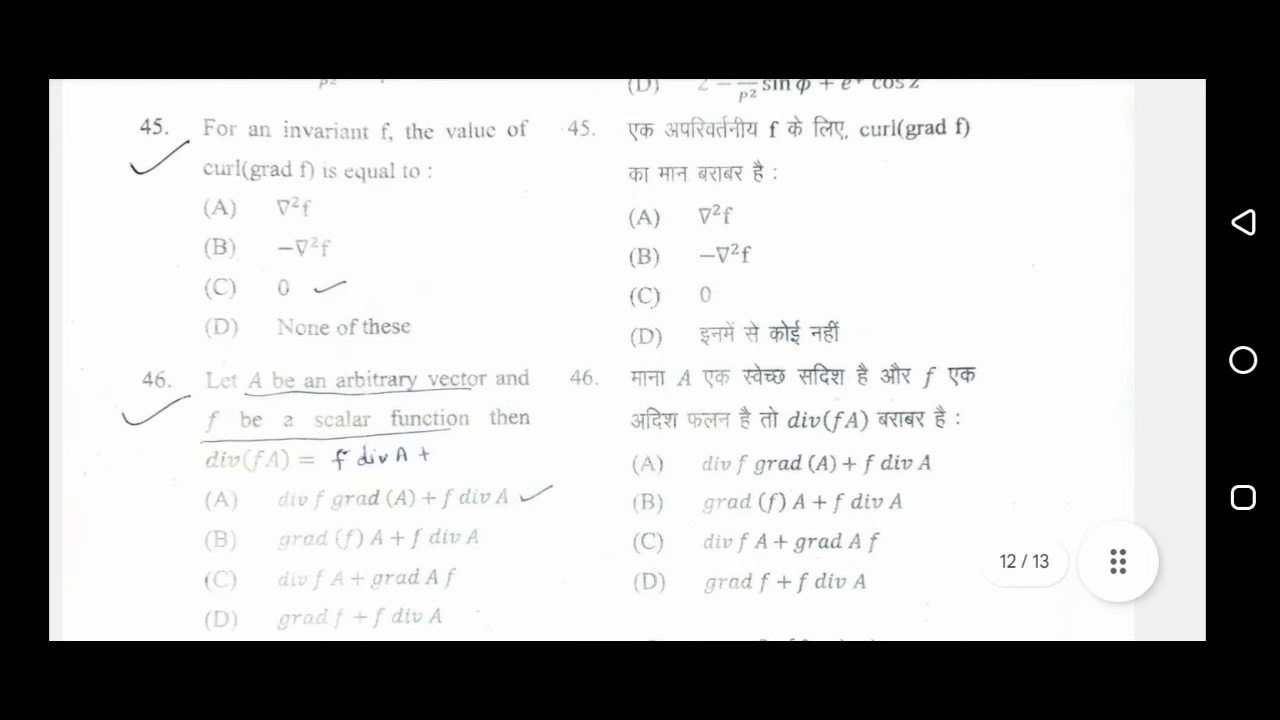 45. For an invariant f, the value of
curl(grad f) is equal to :
(A) ∇²f
(B) −∇²f
(C) 0
(D) None of these
46. Let A be an arbitrary vector and
f be a scalar function then
div(fA) = f div A +
(A) div f grad (A) + f div A
(B) grad (f) A + f div A
(C) div f A + grad A f
(D) grad f + f div A
(D) sin φ + cos z
p²
45. एक अपरिवर्तनीय f के लिए, curl(grad f)
का मान बराबर है :
(A) ∇²f
(B) −∇²f
(C) 0
(D) इनमें से कोई नहीं
46. माना A एक स्वेच्छ सदिश है और f एक
अदिश फलन है तो div(fA) बराबर है :
(A) div f grad (A) + f div A
(B) grad (f) A + f div A
(C) div f A + grad A f
(D) grad f + f div A
12 / 13